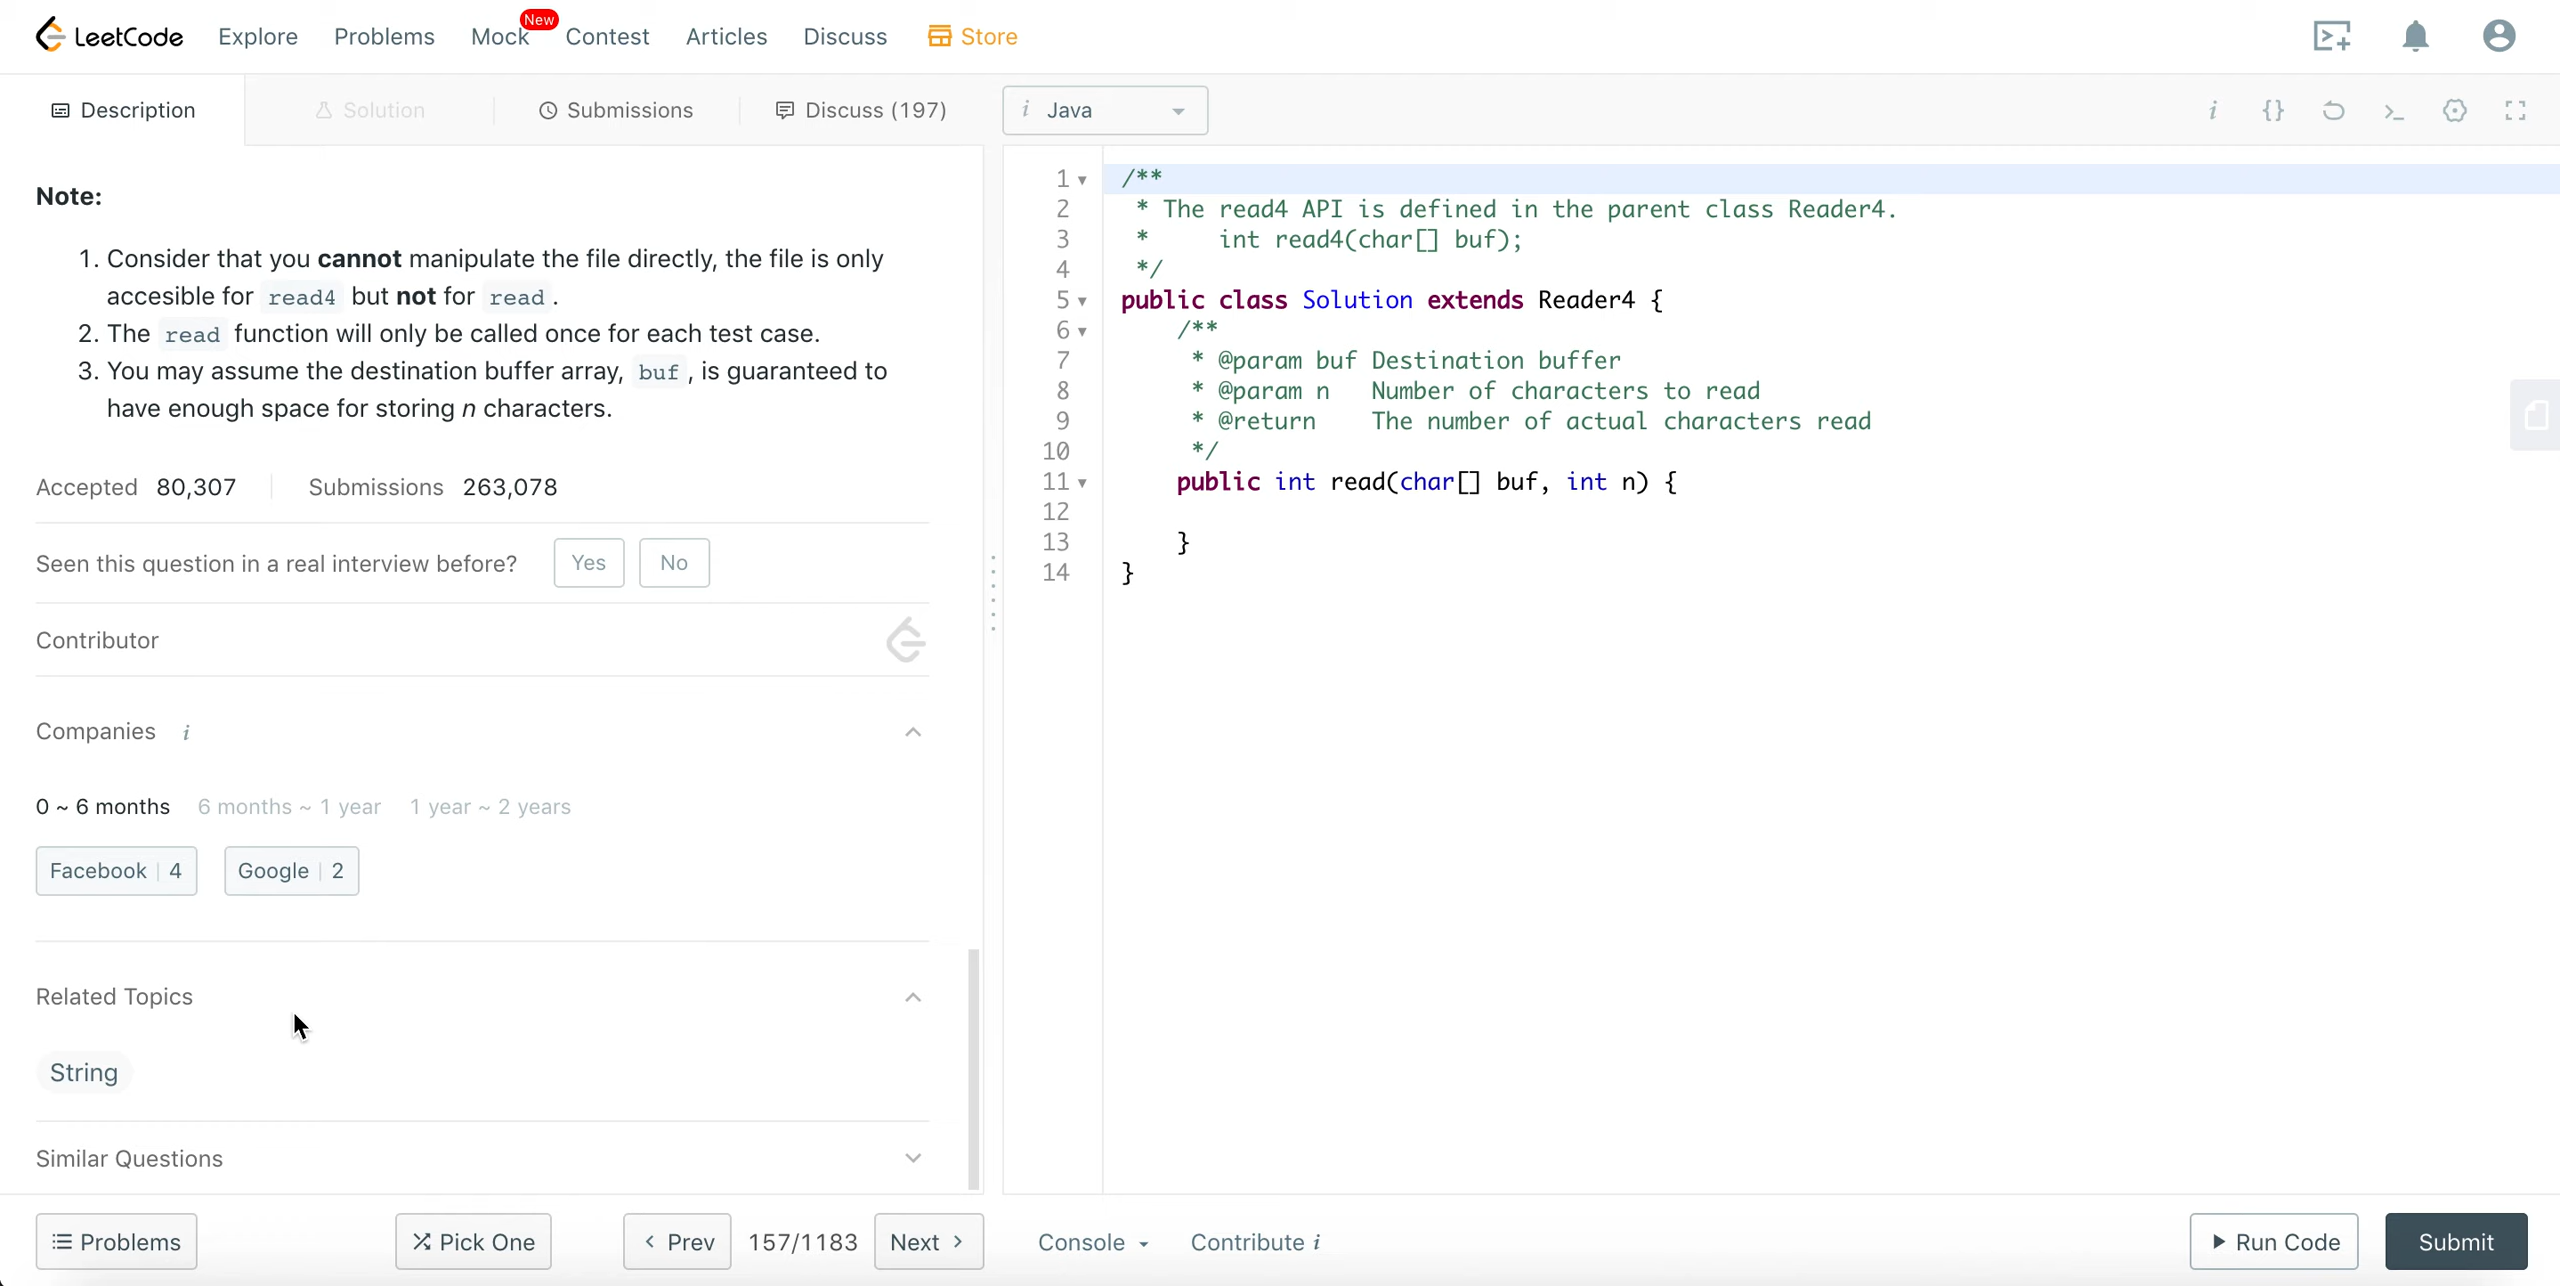 LeetCode Explore Problems Mock New Contest Articles Discuss Store
Description Solution Submissions Discuss (197)
i Java
i {}
Note:
1. Consider that you cannot manipulate the file directly, the file is only
accesible for read4 but not for read.
2. The read function will only be called once for each test case.
3. You may assume the destination buffer array, buf, is guaranteed to
have enough space for storing n characters.
Accepted 80,307 Submissions 263,078
Seen this question in a real interview before? Yes No
Contributor
Companies i
0 ~ 6 months 6 months ~ 1 year 1 year ~ 2 years
Facebook | 4 Google | 2
Related Topics
String
Similar Questions
Problems Pick One < Prev 157/1183 Next >
1 /**
2 * The read4 API is defined in the parent class Reader4.
3 *     int read4(char[] buf);
4 */
5 public class Solution extends Reader4 {
6     /**
7      * @param buf Destination buffer
8      * @param n   Number of characters to read
9      * @return    The number of actual characters read
10      */
11     public int read(char[] buf, int n) {
12
13     }
14 }
Console Contribute i Run Code Submit